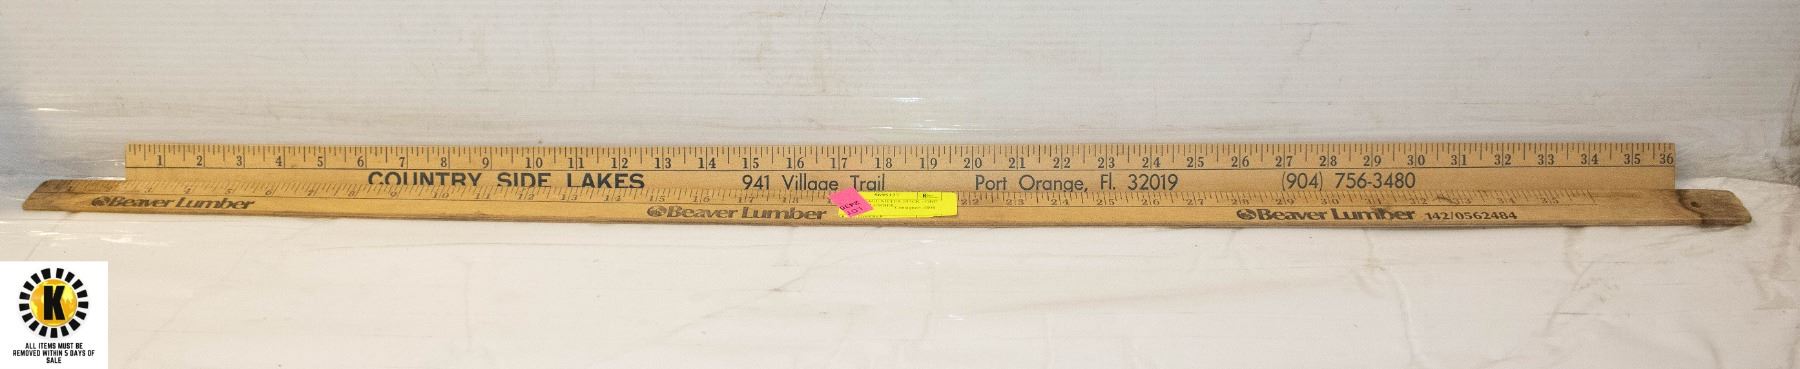 1 2 3 4 5 6 7 8 9 10 11 12 13 14 15 16 17 18 19 20 21 22 23 24 25 26 27 28 29 30 31 32 33 34 35 36
COUNTRY SIDE LAKES 941 Village Trail Port Orange, Fl. 32019 (904) 756-3480
Beaver Lumber Beaver Lumber Beaver Lumber 142/0562484
LOT
K
ALL ITEMS MUST BE
REMOVED WITHIN 5 DAYS OF
SALE